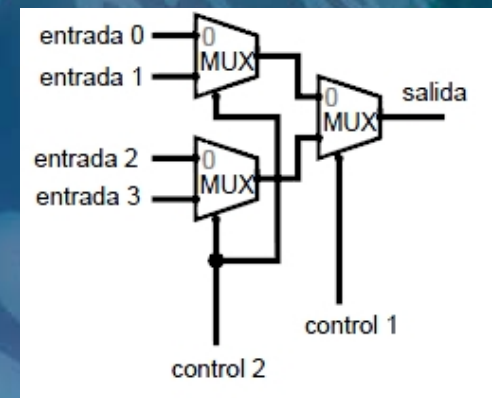 entrada 0
0
entrada 1
MUX
salida
0
MUX
entrada 2
0
entrada 3
MUX
control 1
control 2